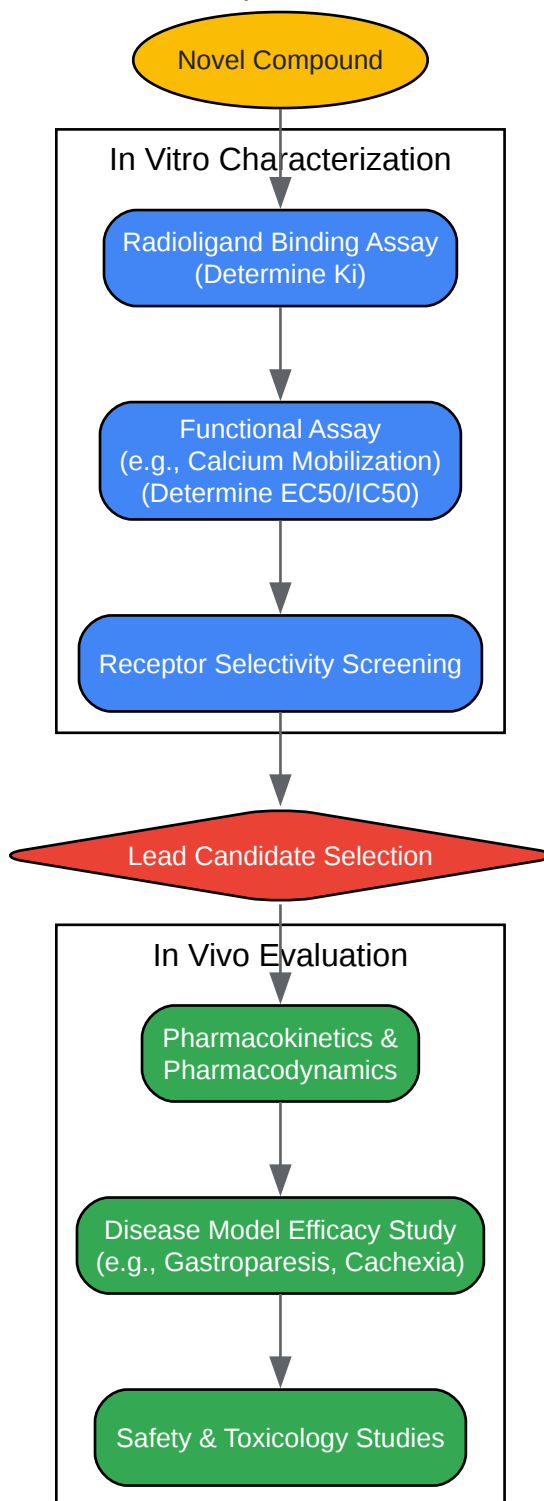 Novel Compound
In Vitro Characterization
Radioligand Binding Assay
(Determine Ki)
Functional Assay
(e.g., Calcium Mobilization)
(Determine EC50/IC50)
Receptor Selectivity Screening
Lead Candidate Selection
In Vivo Evaluation
Pharmacokinetics &
Pharmacodynamics
Disease Model Efficacy Study
(e.g., Gastroparesis, Cachexia)
Safety & Toxicology Studies